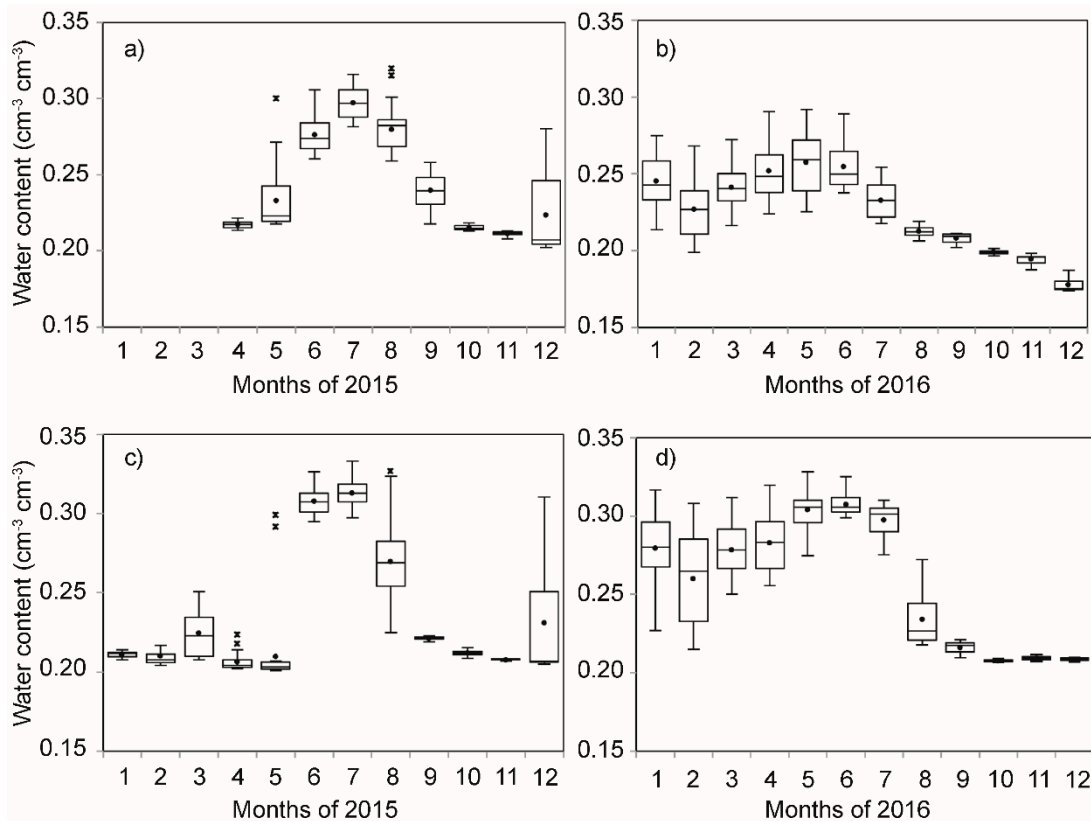 a)
0.35
0.30
0.25
0.20
0.15
Water content (cm⁻³ cm⁻³)
1 2 3 4 5 6 7 8 9 10 11 12
Months of 2015
b)
0.35
0.30
0.25
0.20
0.15
1 2 3 4 5 6 7 8 9 10 11 12
Months of 2016
c)
0.35
0.30
0.25
0.20
0.15
Water content (cm⁻³ cm⁻³)
1 2 3 4 5 6 7 8 9 10 11 12
Months of 2015
d)
0.35
0.30
0.25
0.20
0.15
1 2 3 4 5 6 7 8 9 10 11 12
Months of 2016